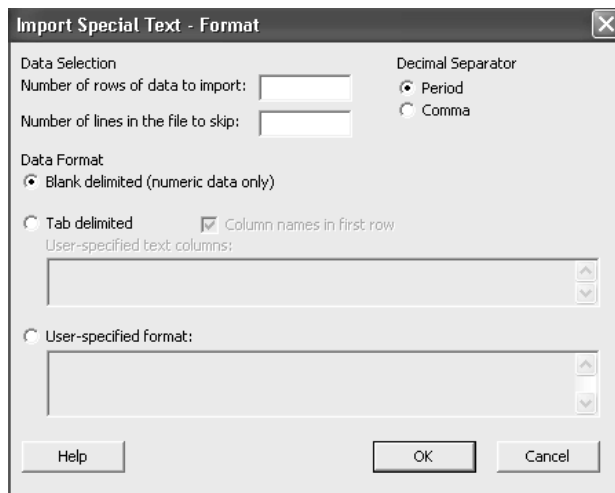 Import Special Text - Format
Data Selection
Number of rows of data to import:
Number of lines in the file to skip:
Decimal Separator
Period
Comma
Data Format
Blank delimited (numeric data only)
Tab delimited
Column names in first row
User-specified text columns:
User-specified format:
Help
OK
Cancel